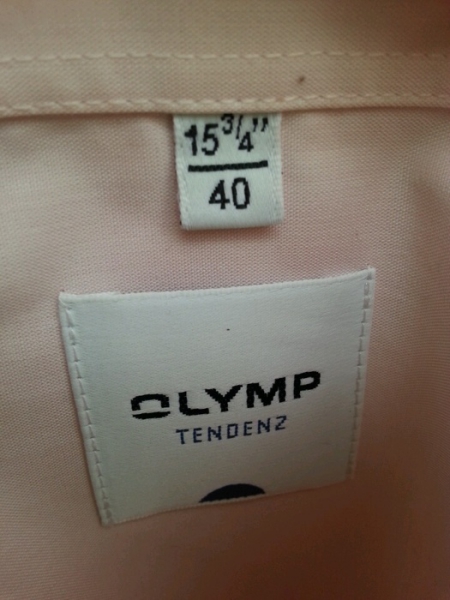 15 3/4"
40
OLYMP
TENDENZ